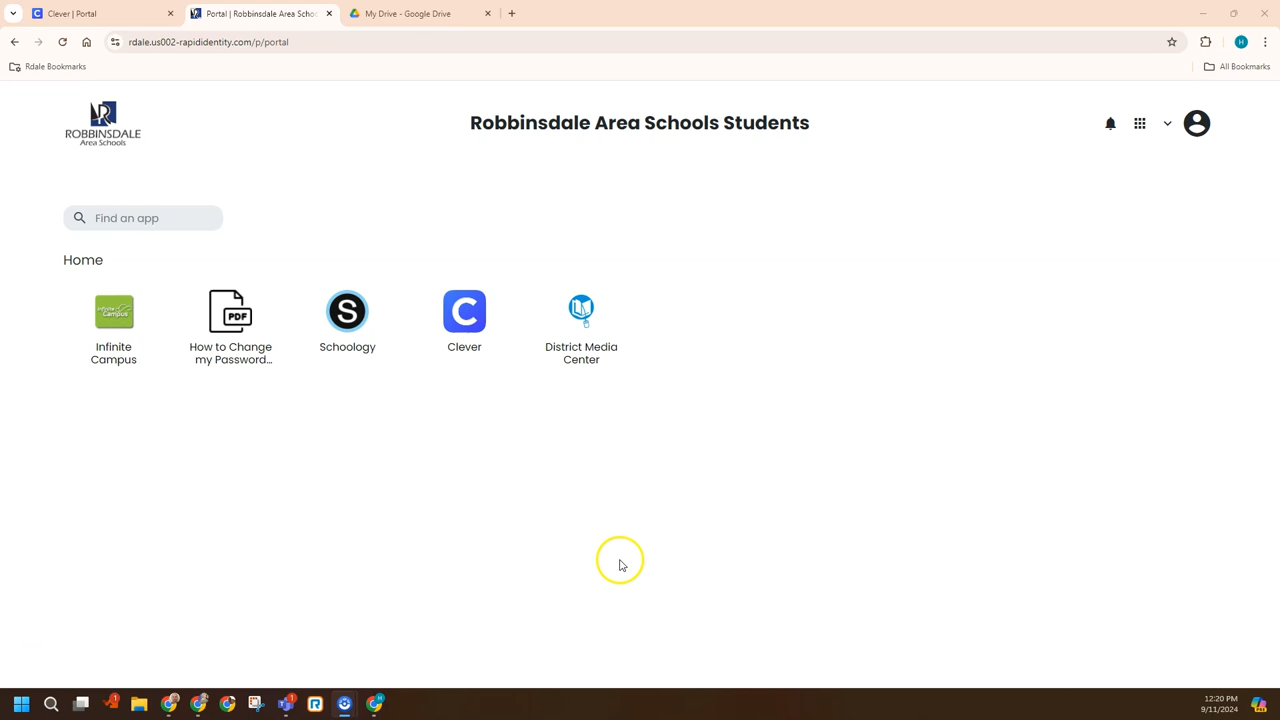 Clever | Portal
Portal | Robbinsdale Area Schoo
My Drive - Google Drive
rdale.us002-rapididentity.com/p/portal
Rdale Bookmarks
All Bookmarks
H
ROBBINSDALE
Area Schools
Robbinsdale Area Schools Students
Find an app
Home
Infinite Campus
PDF
S
C
Infinite
Campus
How to Change
my Password...
Schoology
Clever
District Media
Center
12:20 PM
9/11/2024